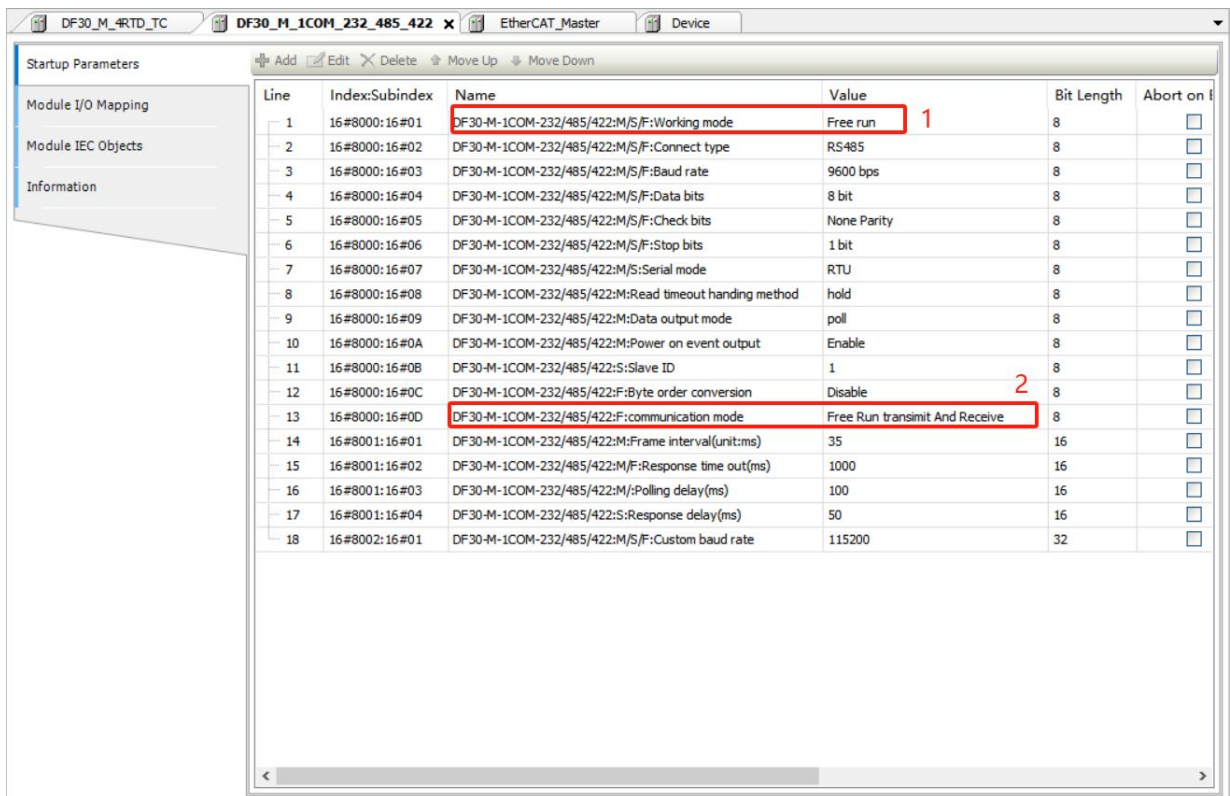 DF30_M_4RTD_TC DF30_M_1COM_232_485_422 X EtherCAT_Master Device
Startup Parameters
Module I/O Mapping
Module IEC Objects
Information
Add Edit Delete Move Up Move Down
Line Index:Subindex Name Value Bit Length Abort on E
1 16#8000:16#01 DF30-M-1COM-232/485/422:M/S/F:Working mode Free run 8
1
2 16#8000:16#02 DF30-M-1COM-232/485/422:M/S/F:Connect type RS485 8
3 16#8000:16#03 DF30-M-1COM-232/485/422:M/S/F:Baud rate 9600 bps 8
4 16#8000:16#04 DF30-M-1COM-232/485/422:M/S/F:Data bits 8 bit 8
5 16#8000:16#05 DF30-M-1COM-232/485/422:M/S/F:Check bits None Parity 8
6 16#8000:16#06 DF30-M-1COM-232/485/422:M/S/F:Stop bits 1 bit 8
7 16#8000:16#07 DF30-M-1COM-232/485/422:M/S:Serial mode RTU 8
8 16#8000:16#08 DF30-M-1COM-232/485/422:M:Read timeout handing method hold 8
9 16#8000:16#09 DF30-M-1COM-232/485/422:M:Data output mode poll 8
10 16#8000:16#0A DF30-M-1COM-232/485/422:M:Power on event output Enable 8
11 16#8000:16#0B DF30-M-1COM-232/485/422:S:Slave ID 1 8
12 16#8000:16#0C DF30-M-1COM-232/485/422:F:Byte order conversion Disable 8
2
13 16#8000:16#0D DF30-M-1COM-232/485/422:F:communication mode Free Run transimit And Receive 8
14 16#8001:16#01 DF30-M-1COM-232/485/422:M:Frame interval(unit:ms) 35 16
15 16#8001:16#02 DF30-M-1COM-232/485/422:M/F:Response time out(ms) 1000 16
16 16#8001:16#03 DF30-M-1COM-232/485/422:M/:Polling delay(ms) 100 16
17 16#8001:16#04 DF30-M-1COM-232/485/422:S:Response delay(ms) 50 16
18 16#8002:16#01 DF30-M-1COM-232/485/422:M/S/F:Custom baud rate 115200 32